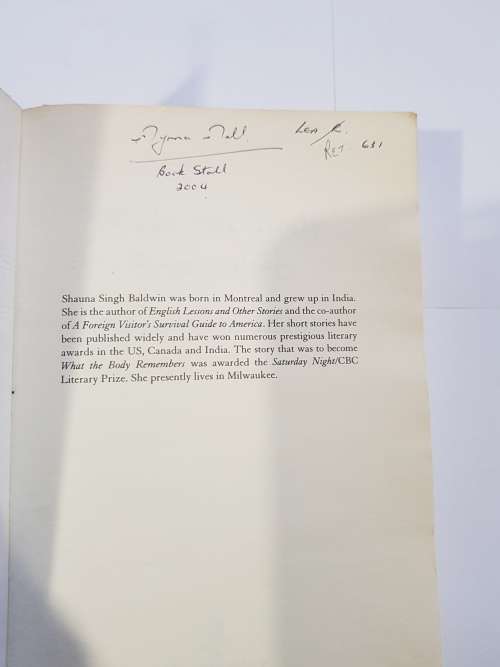 Book Stall
2004
631
Shauna Singh Baldwin was born in Montreal and grew up in India.
She is the author of English Lessons and Other Stories and the co-author
of A Foreign Visitor's Survival Guide to America. Her short stories have
been published widely and have won numerous prestigious literary
awards in the US, Canada and India. The story that was to become
What the Body Remembers was awarded the Saturday Night/CBC
Literary Prize. She presently lives in Milwaukee.